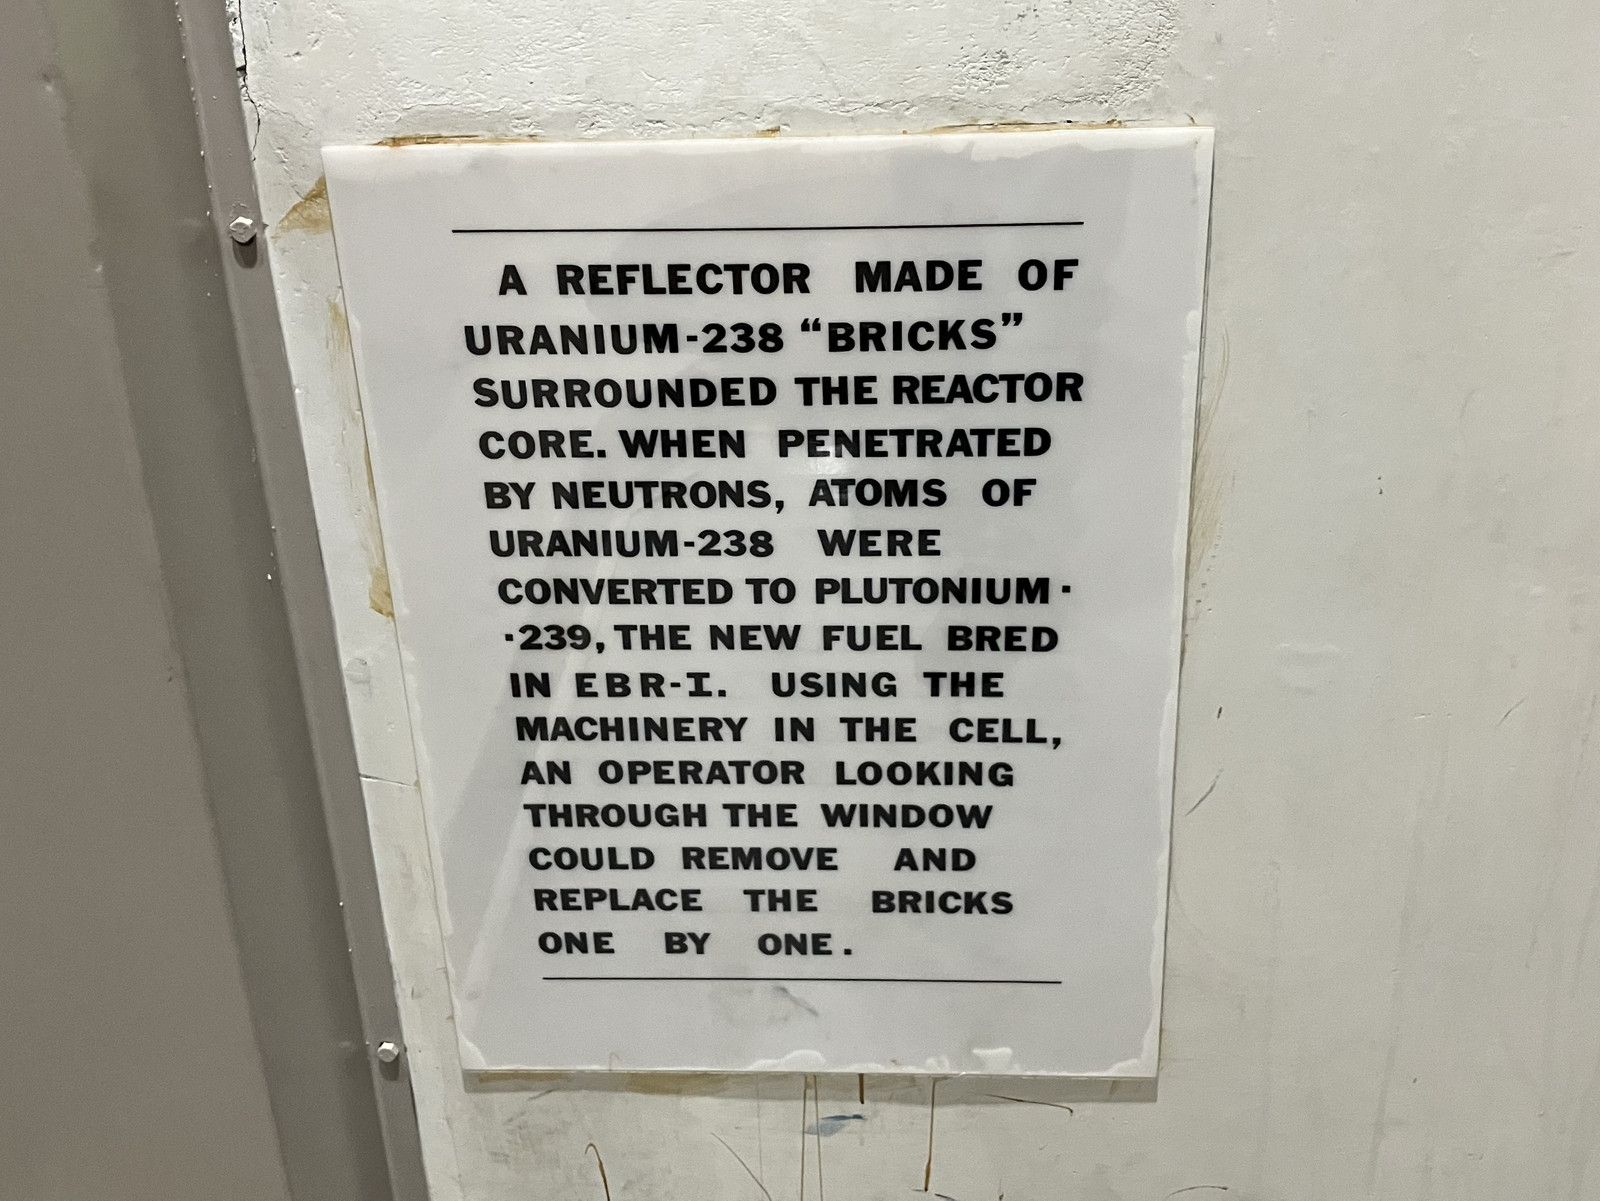 A REFLECTOR MADE OF
URANIUM-238 “BRICKS”
SURROUNDED THE REACTOR
CORE. WHEN PENETRATED
BY NEUTRONS, ATOMS OF
URANIUM-238 WERE
CONVERTED TO PLUTONIUM-
-239, THE NEW FUEL BRED
IN EBR-I. USING THE
MACHINERY IN THE CELL,
AN OPERATOR LOOKING
THROUGH THE WINDOW
COULD REMOVE AND
REPLACE THE BRICKS
ONE BY ONE.